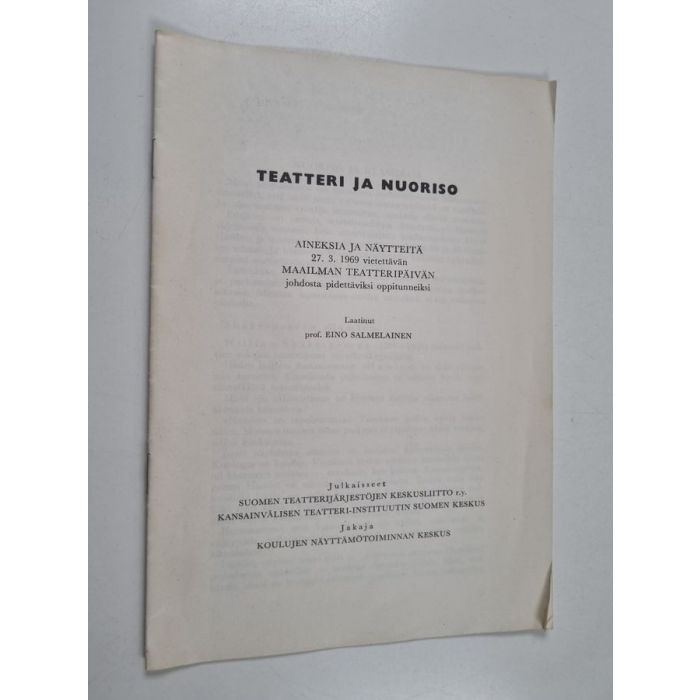 TEATTERI JA NUORISO
AINEKSIA JA NÄYTTEITÄ
27. 3. 1969 vietettävän
MAAILMAN TEATTERIPÄIVÄN
johdosta pidettäviksi oppitunneiksi
Laatinut
prof. EINO SALMELAINEN
Julkaisseet
SUOMEN TEATTERIJÄRJESTÖJEN KESKUSLIITTO r.y.
KANSAINVÄLISEN TEATTERI-INSTITUUTIN SUOMEN KESKUS
Jakaja
KOULUJEN NÄYTTÄMÖTOIMINNAN KESKUS